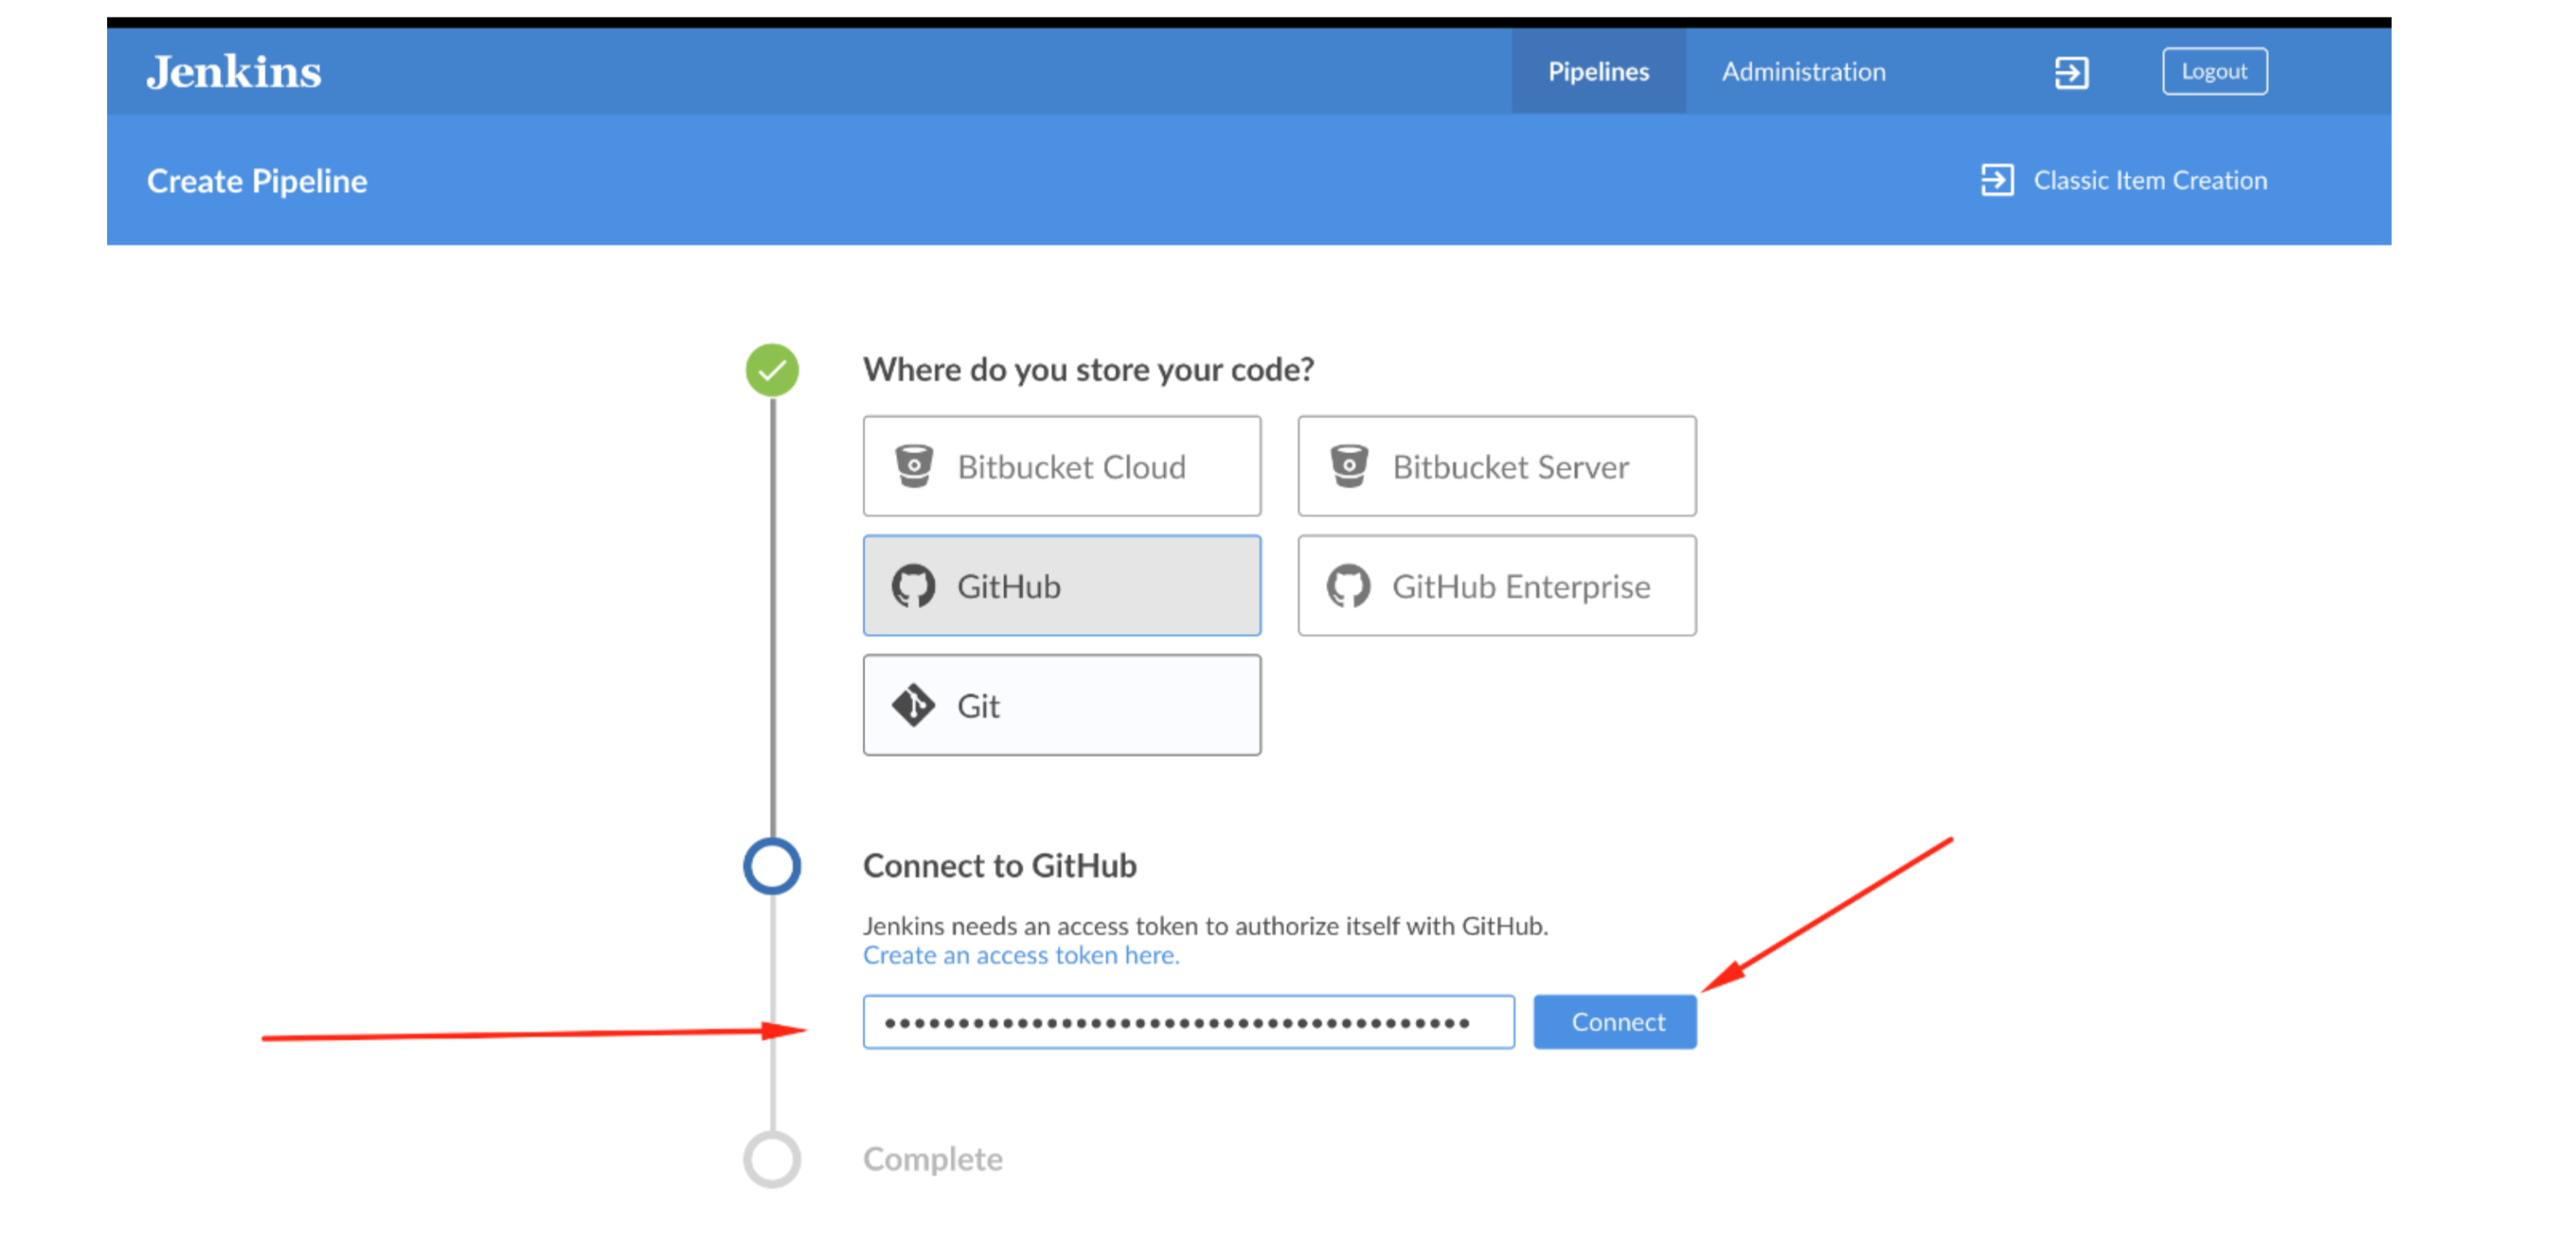 Jenkins
Pipelines
Administration
Logout
Create Pipeline
Classic Item Creation
Where do you store your code?
Bitbucket Cloud
Bitbucket Server
GitHub
GitHub Enterprise
Git
Connect to GitHub
Jenkins needs an access token to authorize itself with GitHub.
Create an access token here.
••••••••••••••••••••••••••••••••••••••••
Connect
Complete